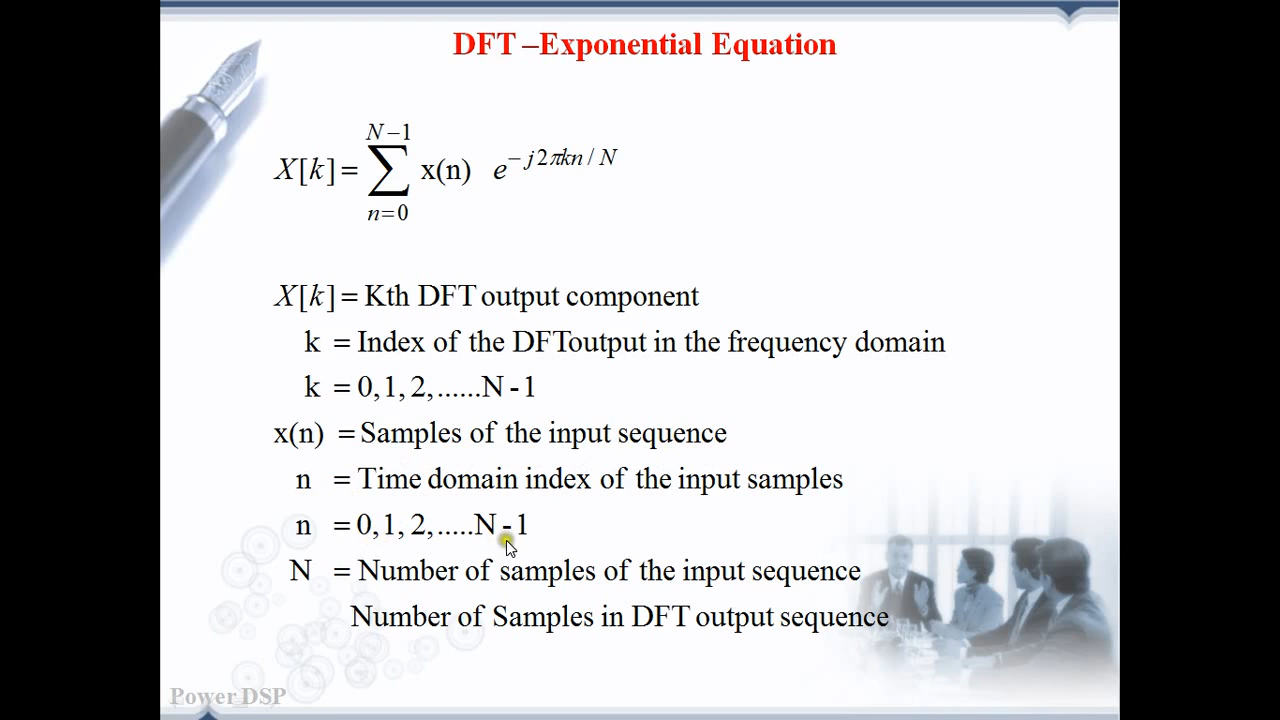 DFT –Exponential Equation
N−1
X[k] = ∑ x(n) e^{−j2πkn/N}
n=0
X[k] = Kth DFT output component
k = Index of the DFToutput in the frequency domain
k = 0,1,2,......N-1
x(n) = Samples of the input sequence
n = Time domain index of the input samples
n = 0,1,2,.....N-1
N = Number of samples of the input sequence
Number of Samples in DFT output sequence
Power DSP